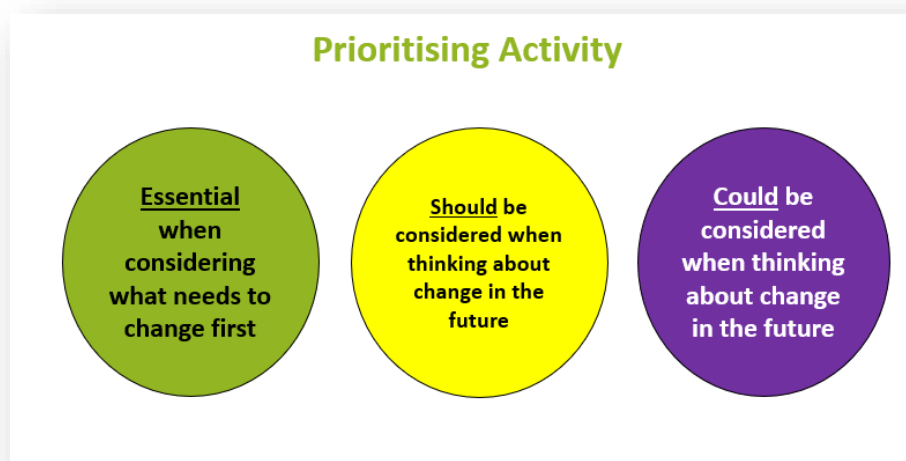 Prioritising Activity
Essential
when
considering
what needs to
change first
Should be
considered when
thinking about
change in the
future
Could be
considered
when thinking
about change
in the future